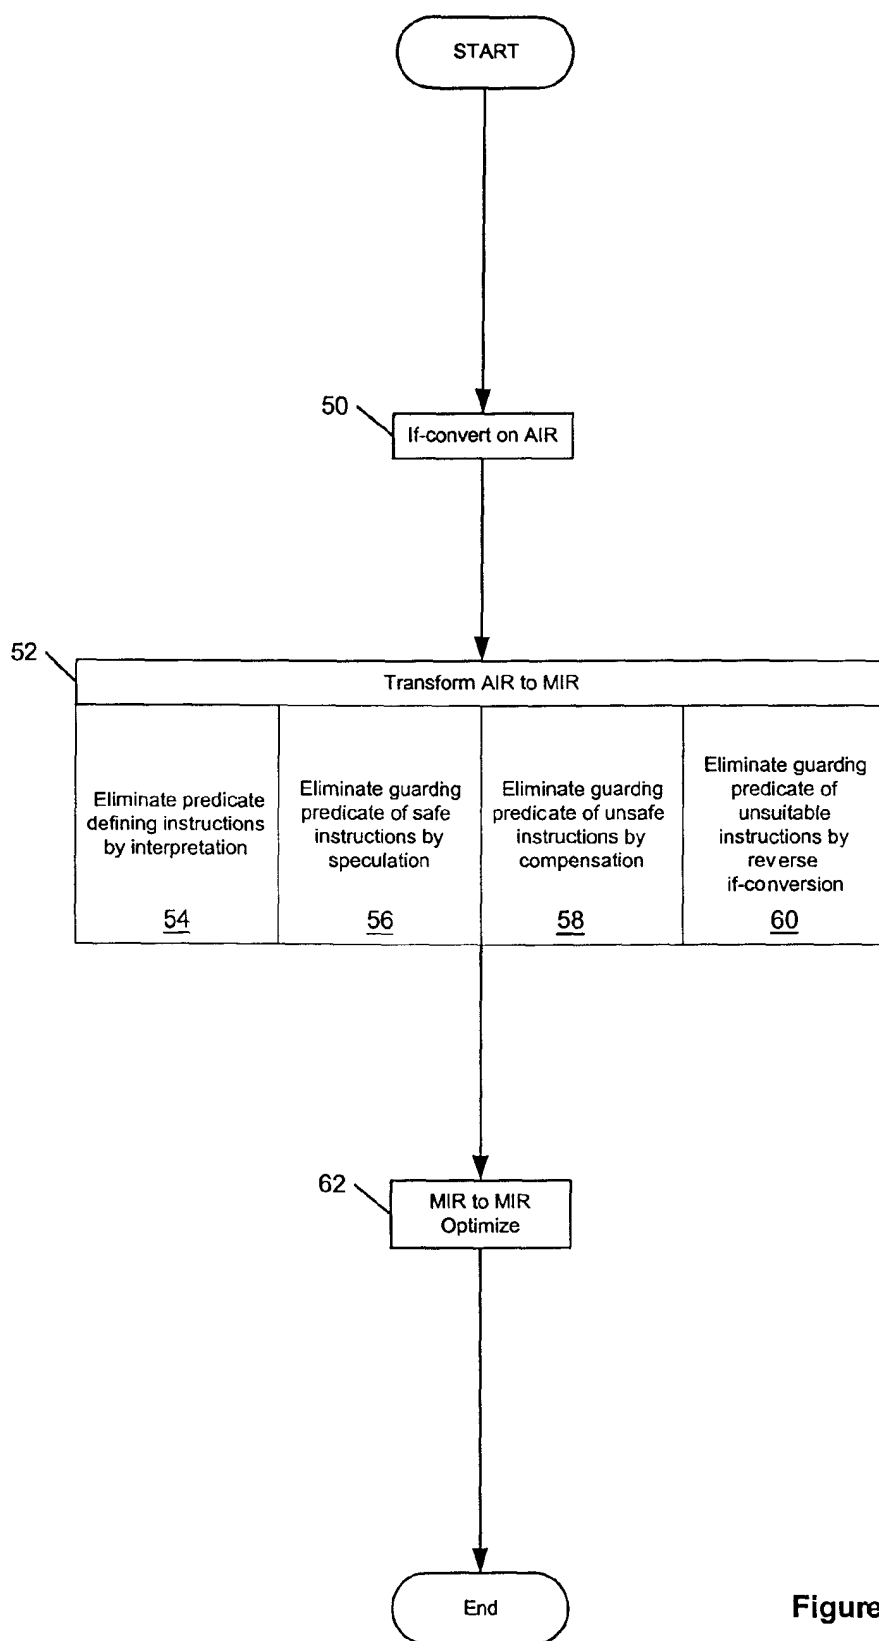 START
50
If-convert on AIR
52
Transform AIR to MIR
Eliminate predicate
defining instructions
by interpretation
54
Eliminate guarding
predicate of safe
instructions by
speculation
56
Eliminate guarding
predicate of unsafe
instructions by
compensation
58
Eliminate guarding
predicate of
unsuitable
instructions by
reverse
if-conversion
60
62
MIR to MIR
Optimize
End
Figure